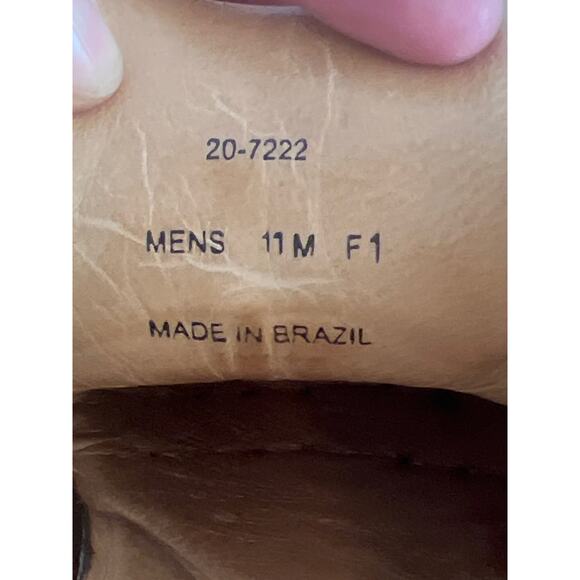 20-7222
MENS 11M F1
MADE IN BRAZIL